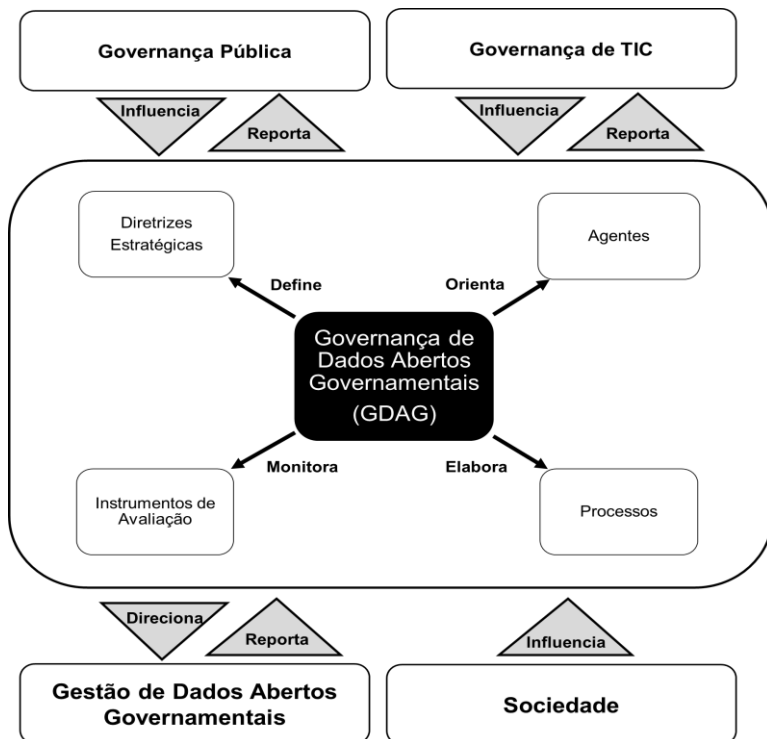 Governança Pública
Governança de TIC
Influencia
Reporta
Influencia
Reporta
Diretrizes
Estratégicas
Agentes
Define
Orienta
Governança de
Dados Abertos
Governamentais
(GDAG)
Monitora
Elabora
Instrumentos de
Avaliação
Processos
Direciona
Reporta
Influencia
Gestão de Dados Abertos
Governamentais
Sociedade